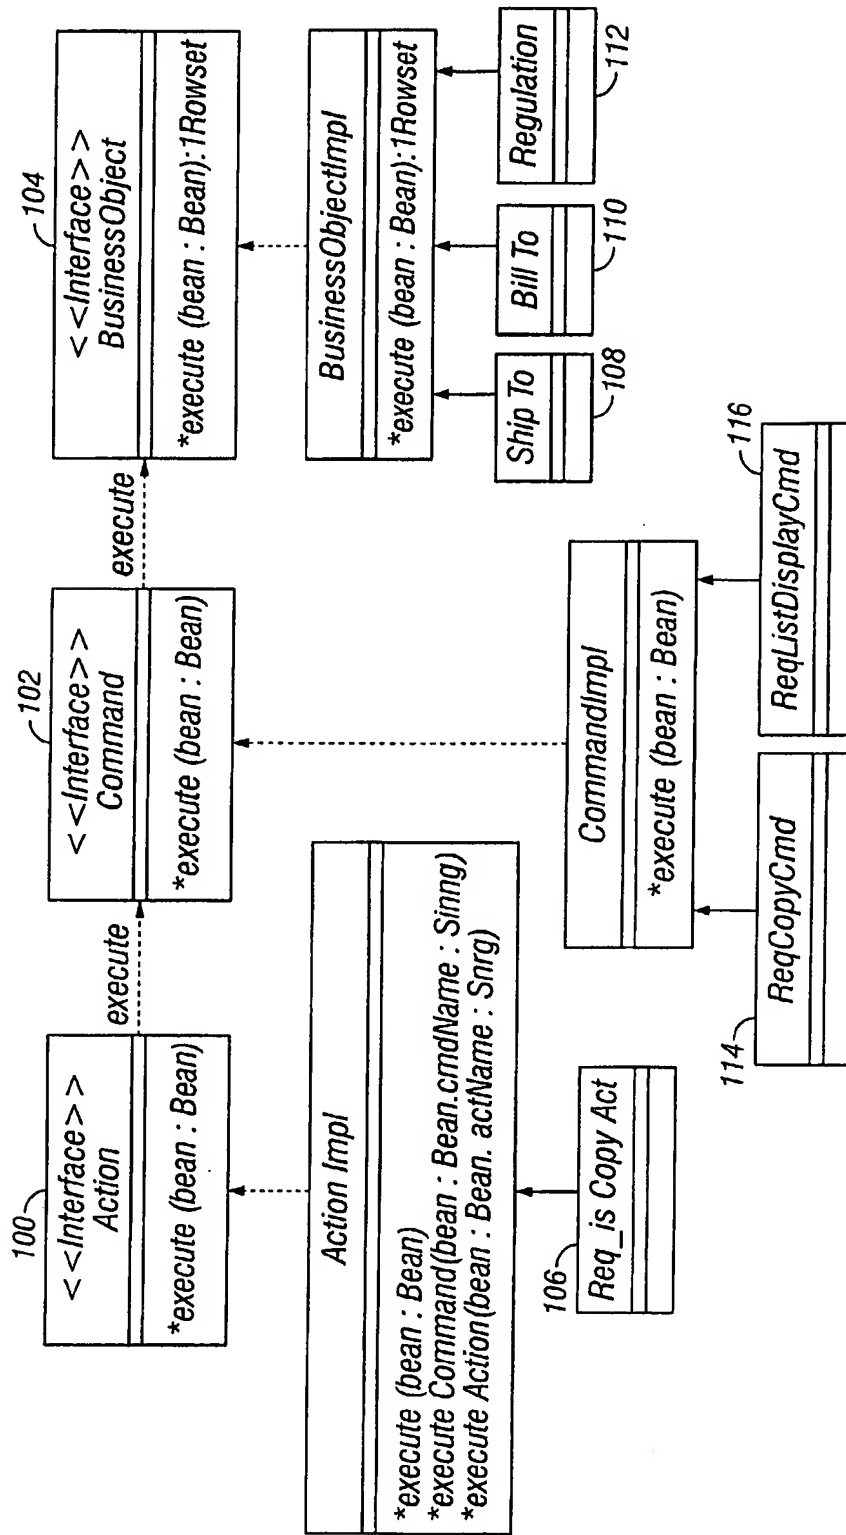 100
<<Interface>>
Action
*execute (bean : Bean)
execute
102
<<Interface>>
Command
*execute (bean : Bean)
execute
104
<<Interface>>
BusinessObject
*execute (bean : Bean):1Rowset
Action Impl
*execute (bean : Bean)
*execute Command(bean : Bean.cmdName : Sinng)
*execute Action(bean : Bean. actName : Snrg)
BusinessObjectImpl
*execute (bean : Bean):1Rowset
106
Req_is Copy Act
CommandImpl
*execute (bean : Bean)
Ship To
108
Bill To
110
Regulation
112
114
ReqCopyCmd
116
ReqListDisplayCmd